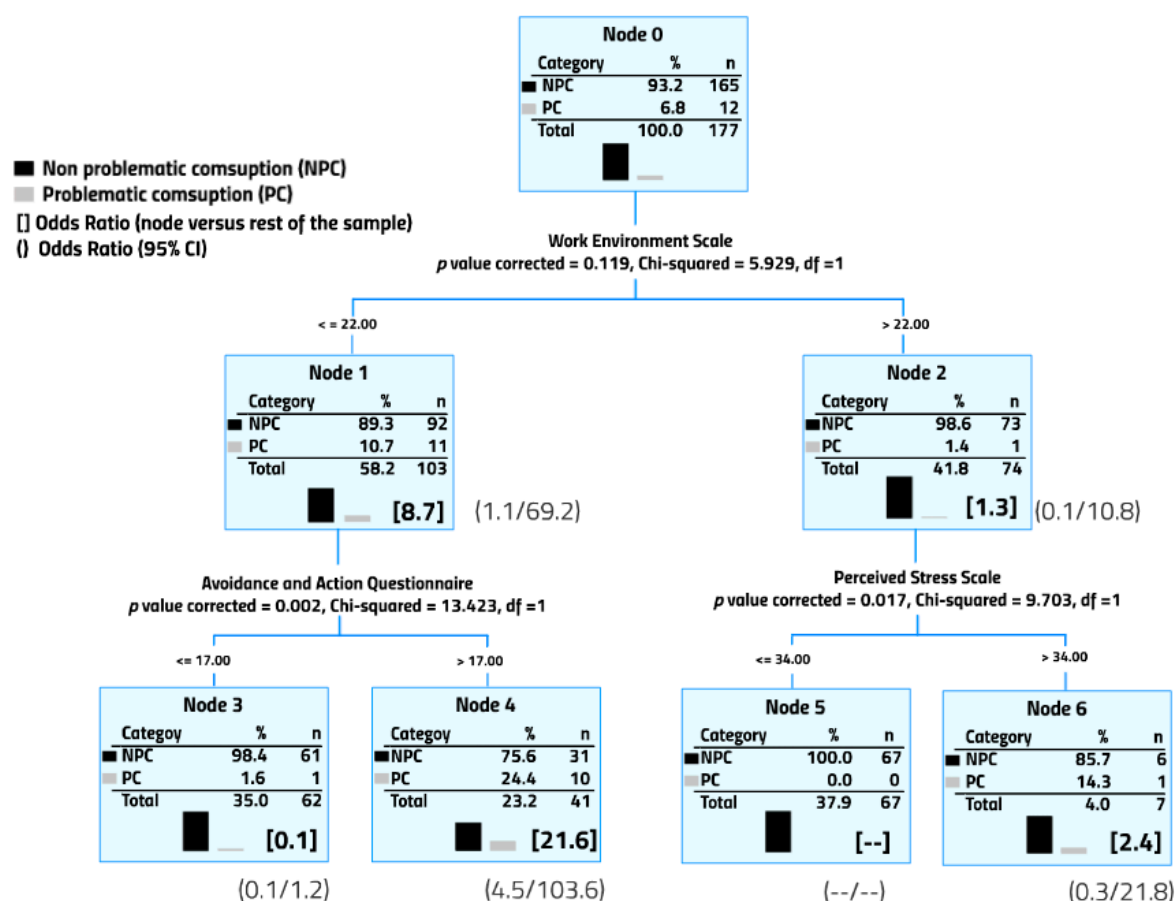 Node 0
Category % n
NPC 93.2 165
PC 6.8 12
Total 100.0 177
Non problematic comsuption (NPC)
Problematic comsuption (PC)
[] Odds Ratio (node versus rest of the sample)
() Odds Ratio (95% CI)
Work Environment Scale
p value corrected = 0.119, Chi-squared = 5.929, df =1
< = 22.00
> 22.00
Node 1
Category % n
NPC 89.3 92
PC 10.7 11
Total 58.2 103
[8.7] (1.1/69.2)
Node 2
Category % n
NPC 98.6 73
PC 1.4 1
Total 41.8 74
[1.3] (0.1/10.8)
Avoidance and Action Questionnaire
p value corrected = 0.002, Chi-squared = 13.423, df =1
Perceived Stress Scale
p value corrected = 0.017, Chi-squared = 9.703, df =1
<= 17.00
> 17.00
<= 34.00
> 34.00
Node 3
Categoy % n
NPC 98.4 61
PC 1.6 1
Total 35.0 62
[0.1]
(0.1/1.2)
Node 4
Categoy % n
NPC 75.6 31
PC 24.4 10
Total 23.2 41
[21.6]
(4.5/103.6)
Node 5
Category % n
NPC 100.0 67
PC 0.0 0
Total 37.9 67
[--]
(--/--)
Node 6
Category % n
NPC 85.7 6
PC 14.3 1
Total 4.0 7
[2.4]
(0.3/21.8)